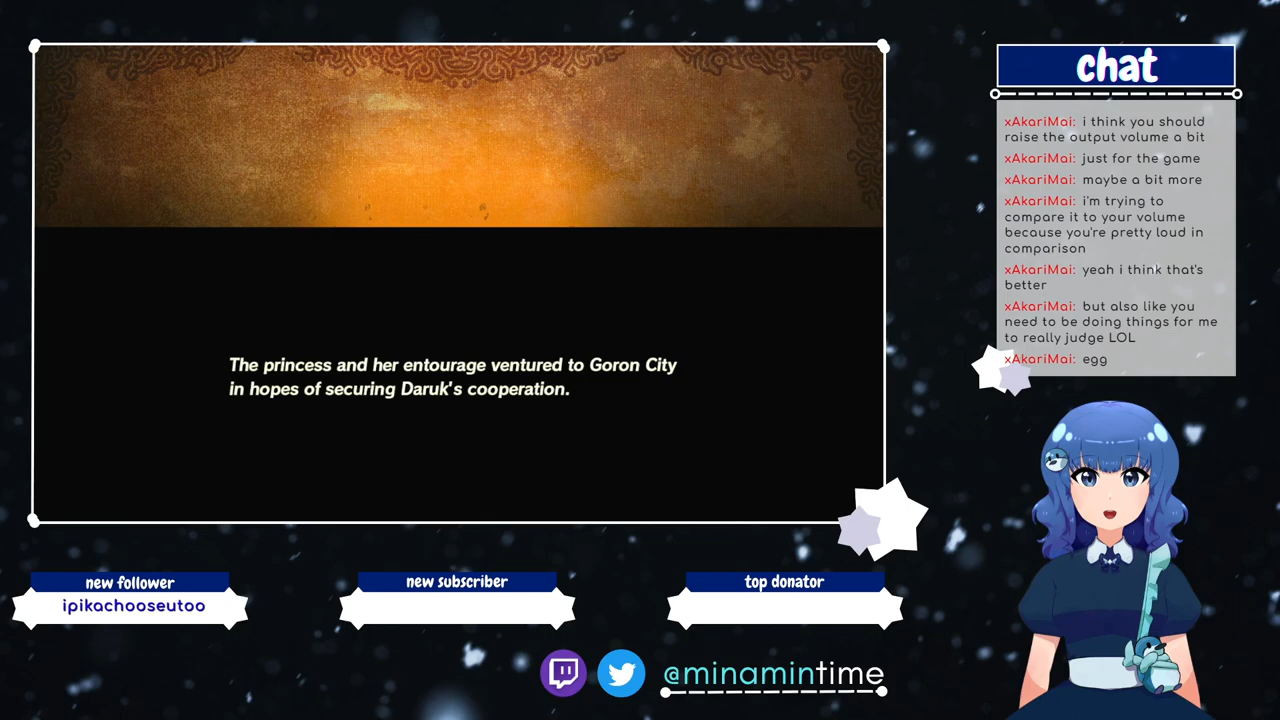 The princess and her entourage ventured to Goron City
in hopes of securing Daruk's cooperation.
chat
xAkariMai: i think you should
raise the output volume a bit
xAkariMai: just for the game
xAkariMai: maybe a bit more
xAkariMai: i'm trying to
compare it to your volume
because you're pretty loud in
comparison
xAkariMai: yeah i think that's
better
xAkariMai: but also like you
need to be doing things for me
to really judge LOL
xAkariMai: egg
new follower
ipikachooseutoo
new subscriber
top donator
@minamintime